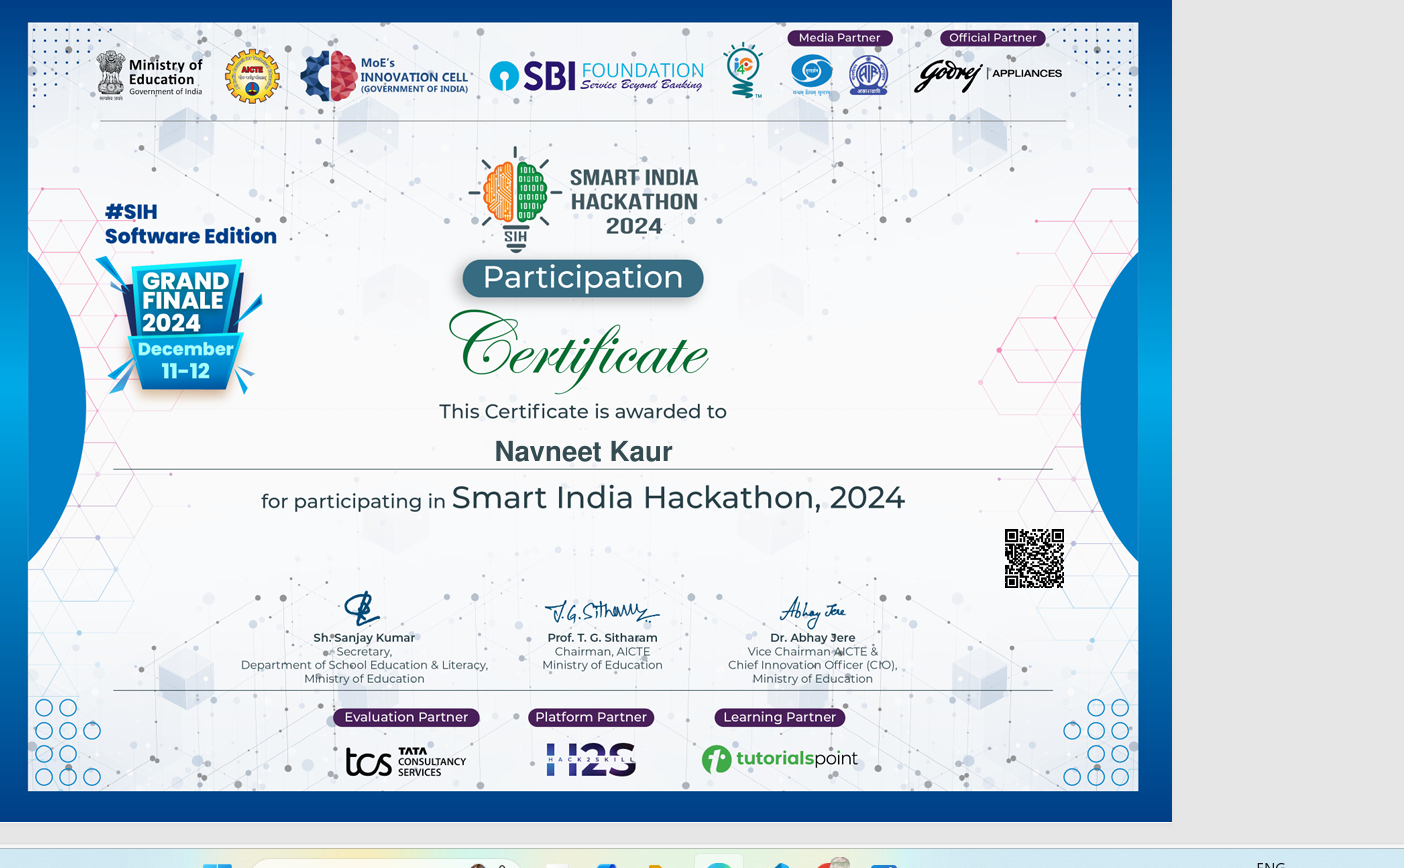 Media Partner
Official Partner
Ministry of
Education
Government of India
AICTE
MoE's
INNOVATION CELL
(GOVERNMENT OF INDIA)
SBI FOUNDATION
Service Beyond Banking
i4C
TM
AIR
Godrej | APPLIANCES
SMART INDIA
HACKATHON
2024
SIH
#SIH
Software Edition
GRAND
FINALE
2024
December
11-12
Participation
Certificate
This Certificate is awarded to
Navneet Kaur
for participating in Smart India Hackathon, 2024
T.G. Sitharam
Abhay Jere
Sh. Sanjay Kumar
Secretary,
Department of School Education & Literacy,
Ministry of Education
Prof. T. G. Sitharam
Chairman, AICTE
Ministry of Education
Dr. Abhay Jere
Vice Chairman AICTE &
Chief Innovation Officer (CIO),
Ministry of Education
Evaluation Partner
Platform Partner
Learning Partner
tcs TATA
CONSULTANCY
SERVICES
H2S
HACK2SKILL
tutorialspoint
ENG